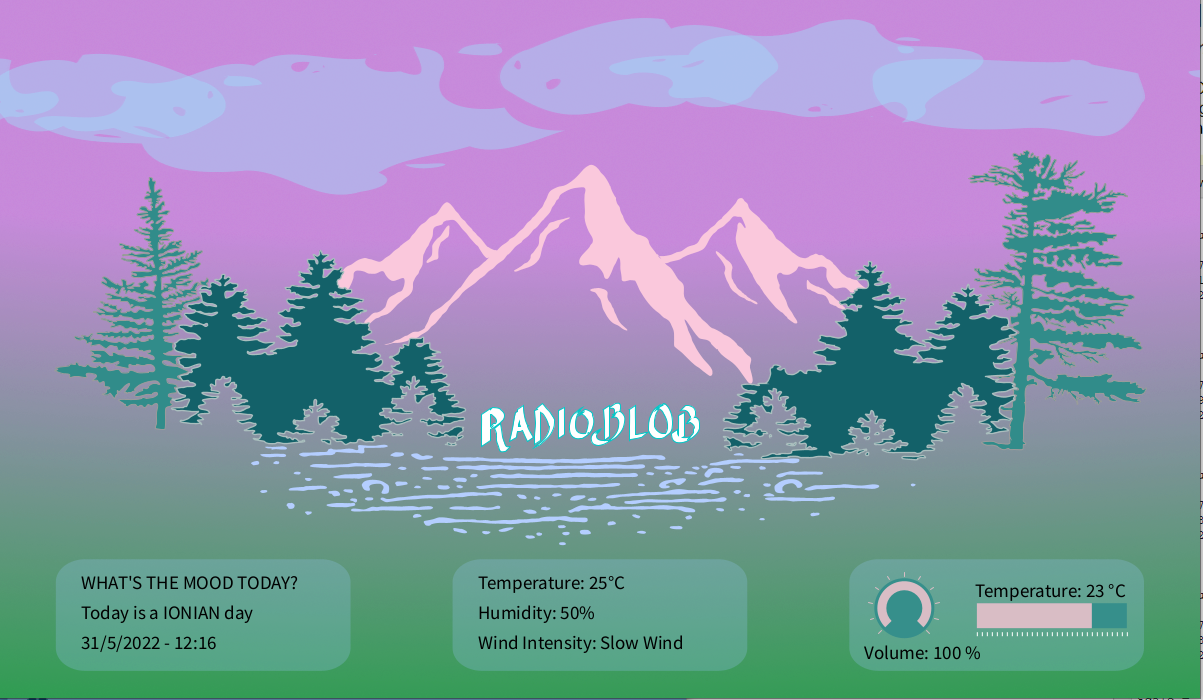 RADIOBLOB
WHAT'S THE MOOD TODAY?
Today is a IONIAN day
31/5/2022 - 12:16
Temperature: 25°C
Humidity: 50%
Wind Intensity: Slow Wind
Temperature: 23 °C
Volume: 100 %